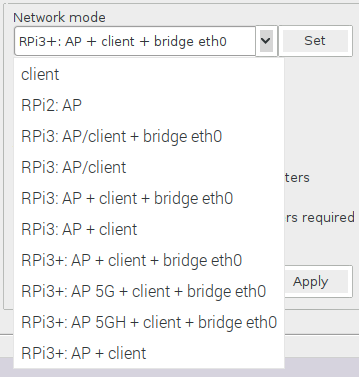 Network mode
RPi3+: AP + client + bridge eth0
Set
client
RPi2: AP
RPi3: AP/client + bridge eth0
RPi3: AP/client
ters
RPi3: AP + client + bridge eth0
rs required
RPi3: AP + client
RPi3+: AP + client + bridge eth0
RPi3+: AP 5G + client + bridge eth0
Apply
RPi3+: AP 5GH + client + bridge eth0
RPi3+: AP + client